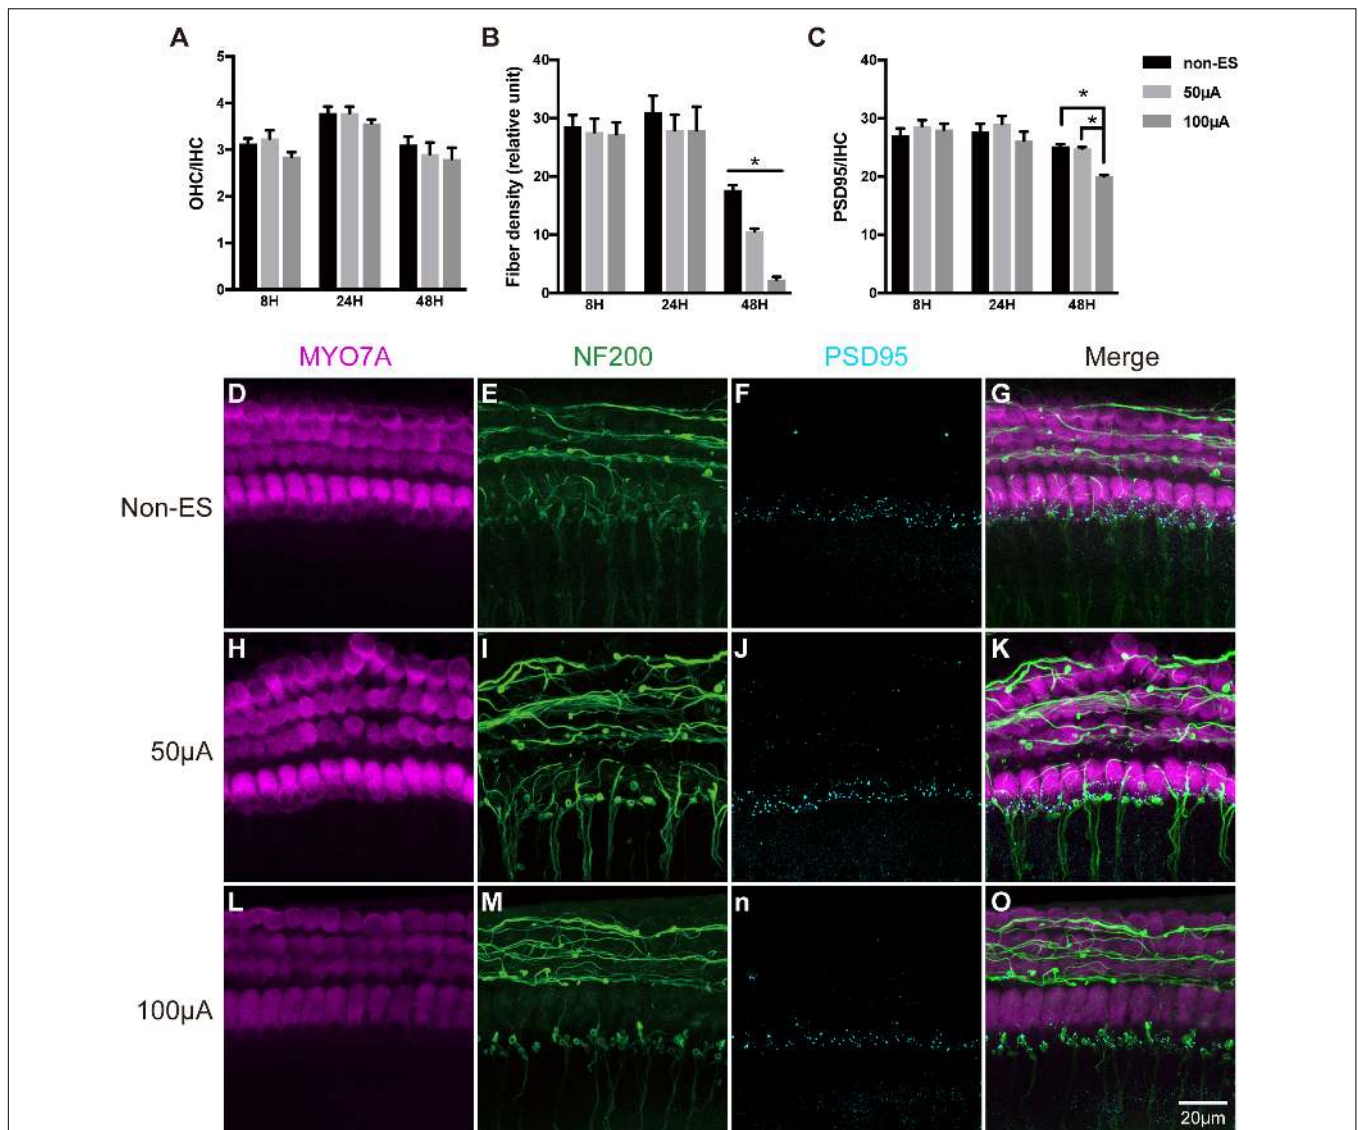 A
B
C
5
4
3
2
1
0
OHC/IHC
8H
24H
48H
40
30
20
10
0
Fiber density (relative unit)
*
8H
24H
48H
40
30
20
10
0
PSD95/IHC
*
*
8H
24H
48H
non-ES
50μA
100μA
MYO7A
NF200
PSD95
Merge
D
E
F
G
Non-ES
H
I
J
K
50μA
L
M
n
O
100μA
20μm